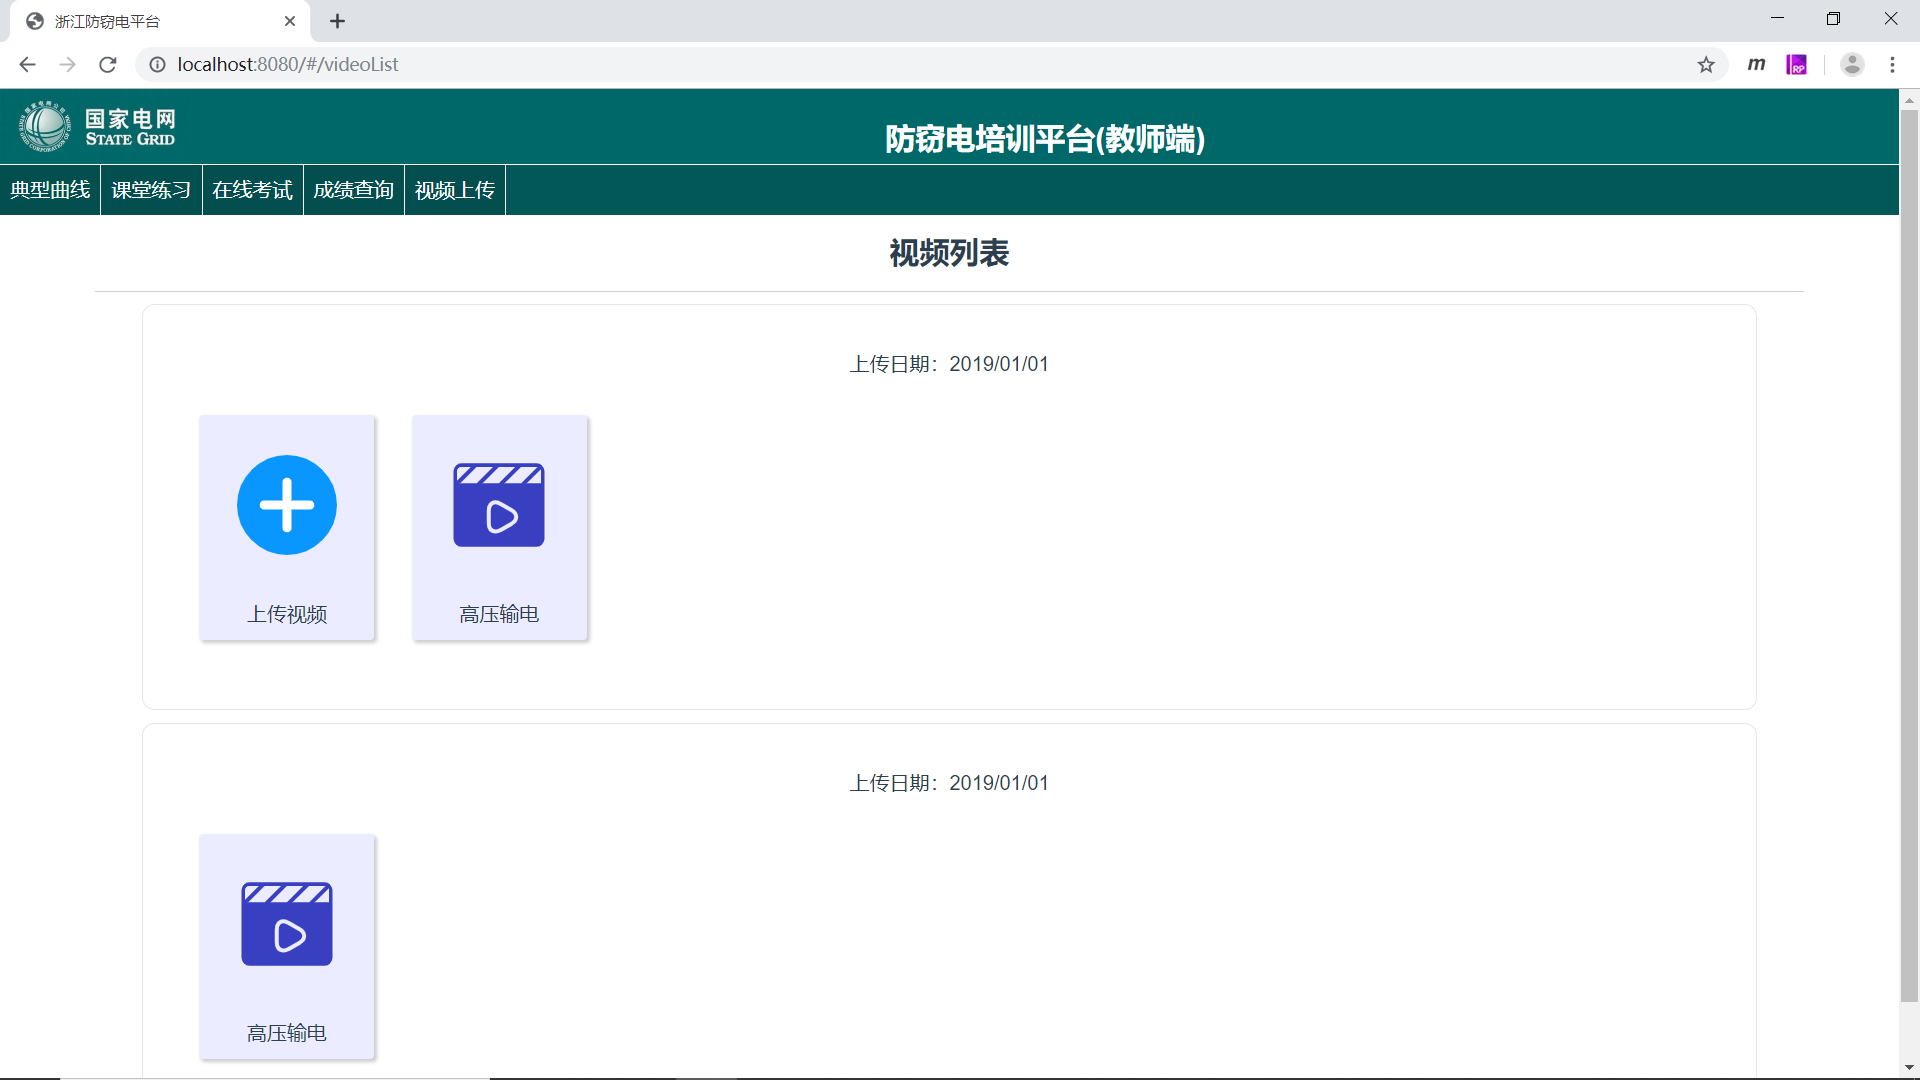 浙江防窃电平台
localhost:8080/#/videoList
m
RP
国家电网
STATE GRID
防窃电培训平台(教师端)
典型曲线 课堂练习 在线考试 成绩查询 视频上传
视频列表
上传日期：2019/01/01
上传视频 高压输电
上传日期：2019/01/01
高压输电